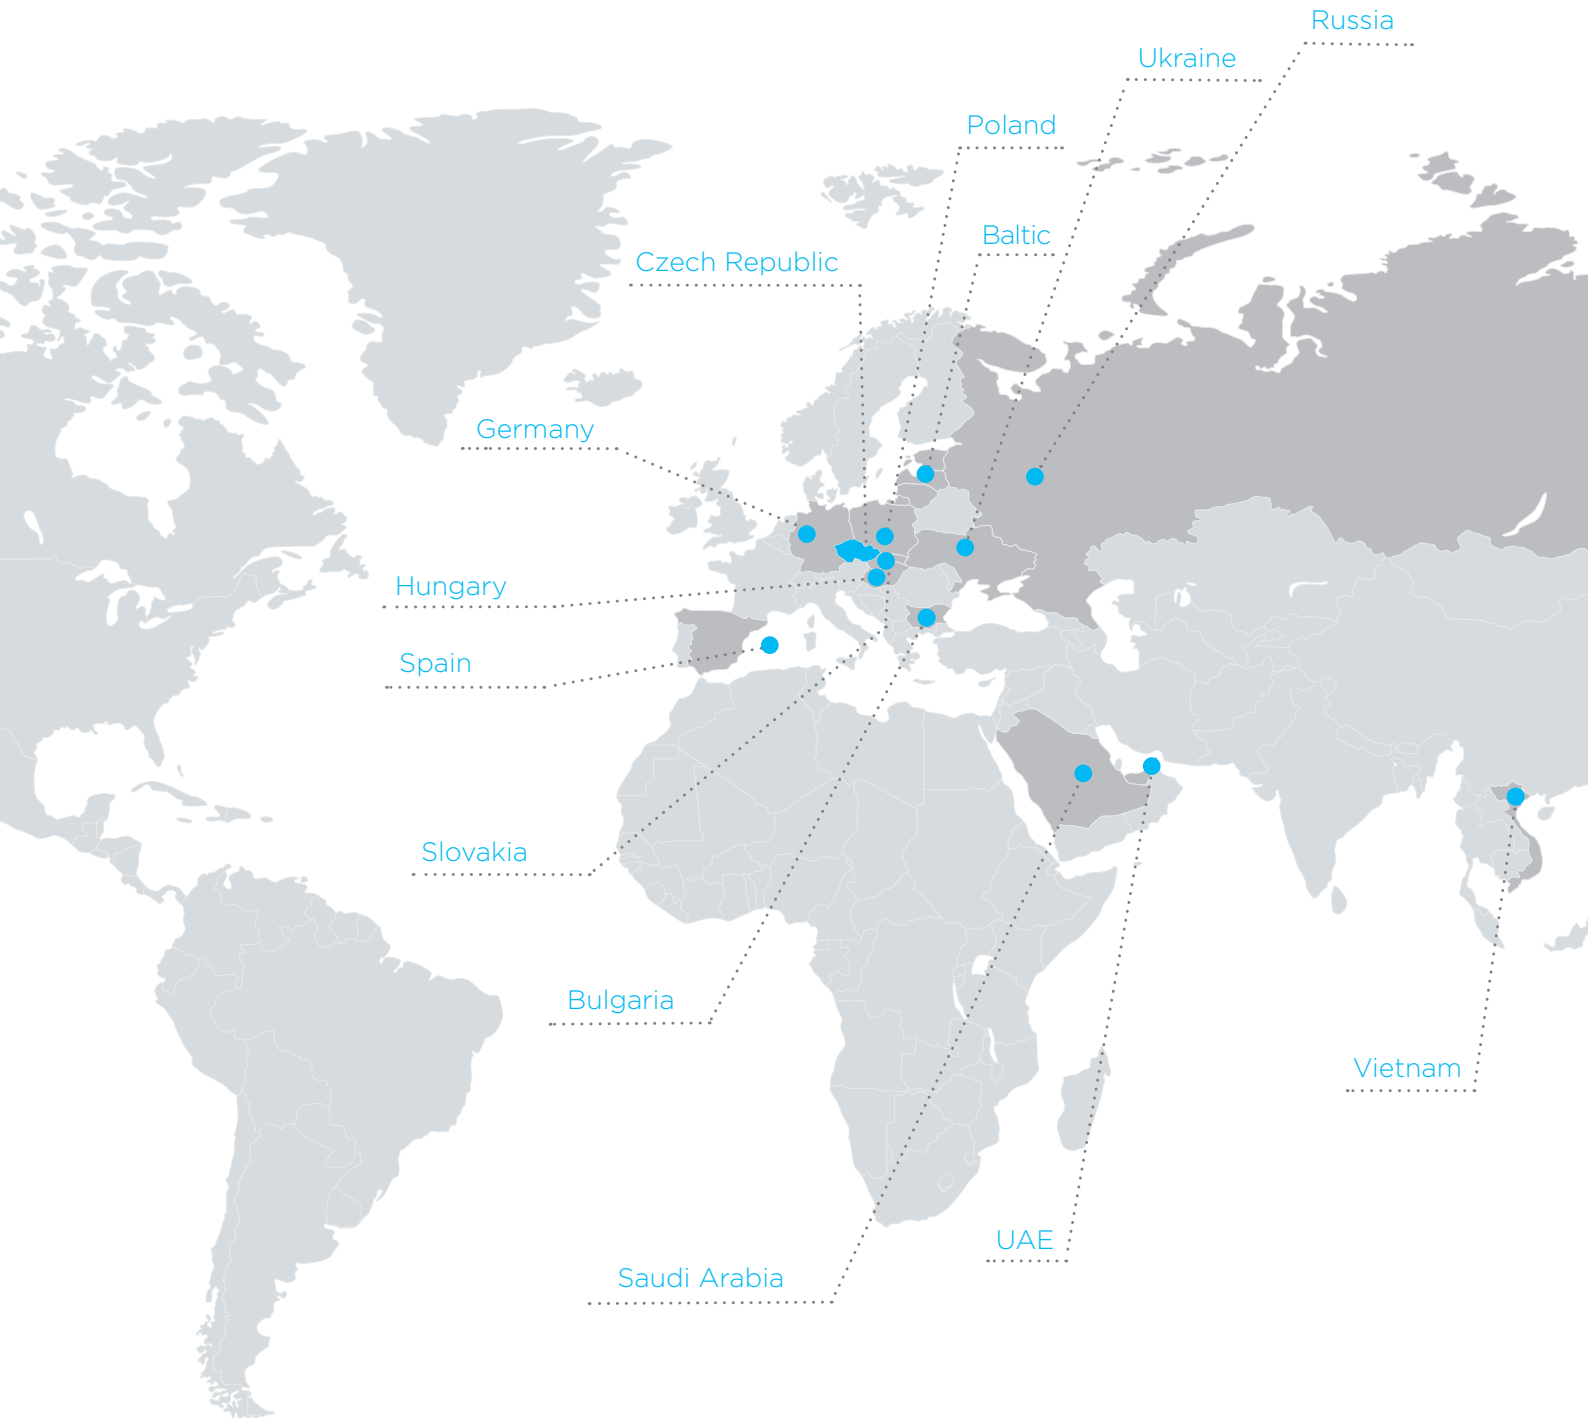 Russia
Ukraine
Poland
Baltic
Czech Republic
Germany
Hungary
Spain
Slovakia
Bulgaria
Vietnam
UAE
Saudi Arabia